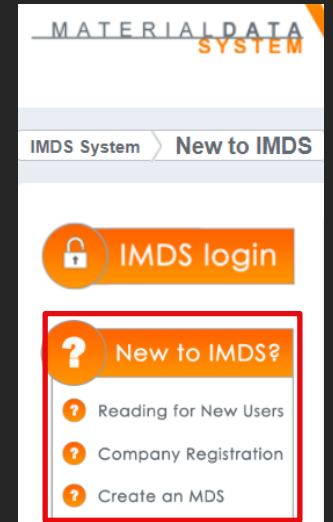 MATERIALDATA
SYSTEM
IMDS System New to IMDS
IMDS login
? New to IMDS?
? Reading for New Users
? Company Registration
? Create an MDS